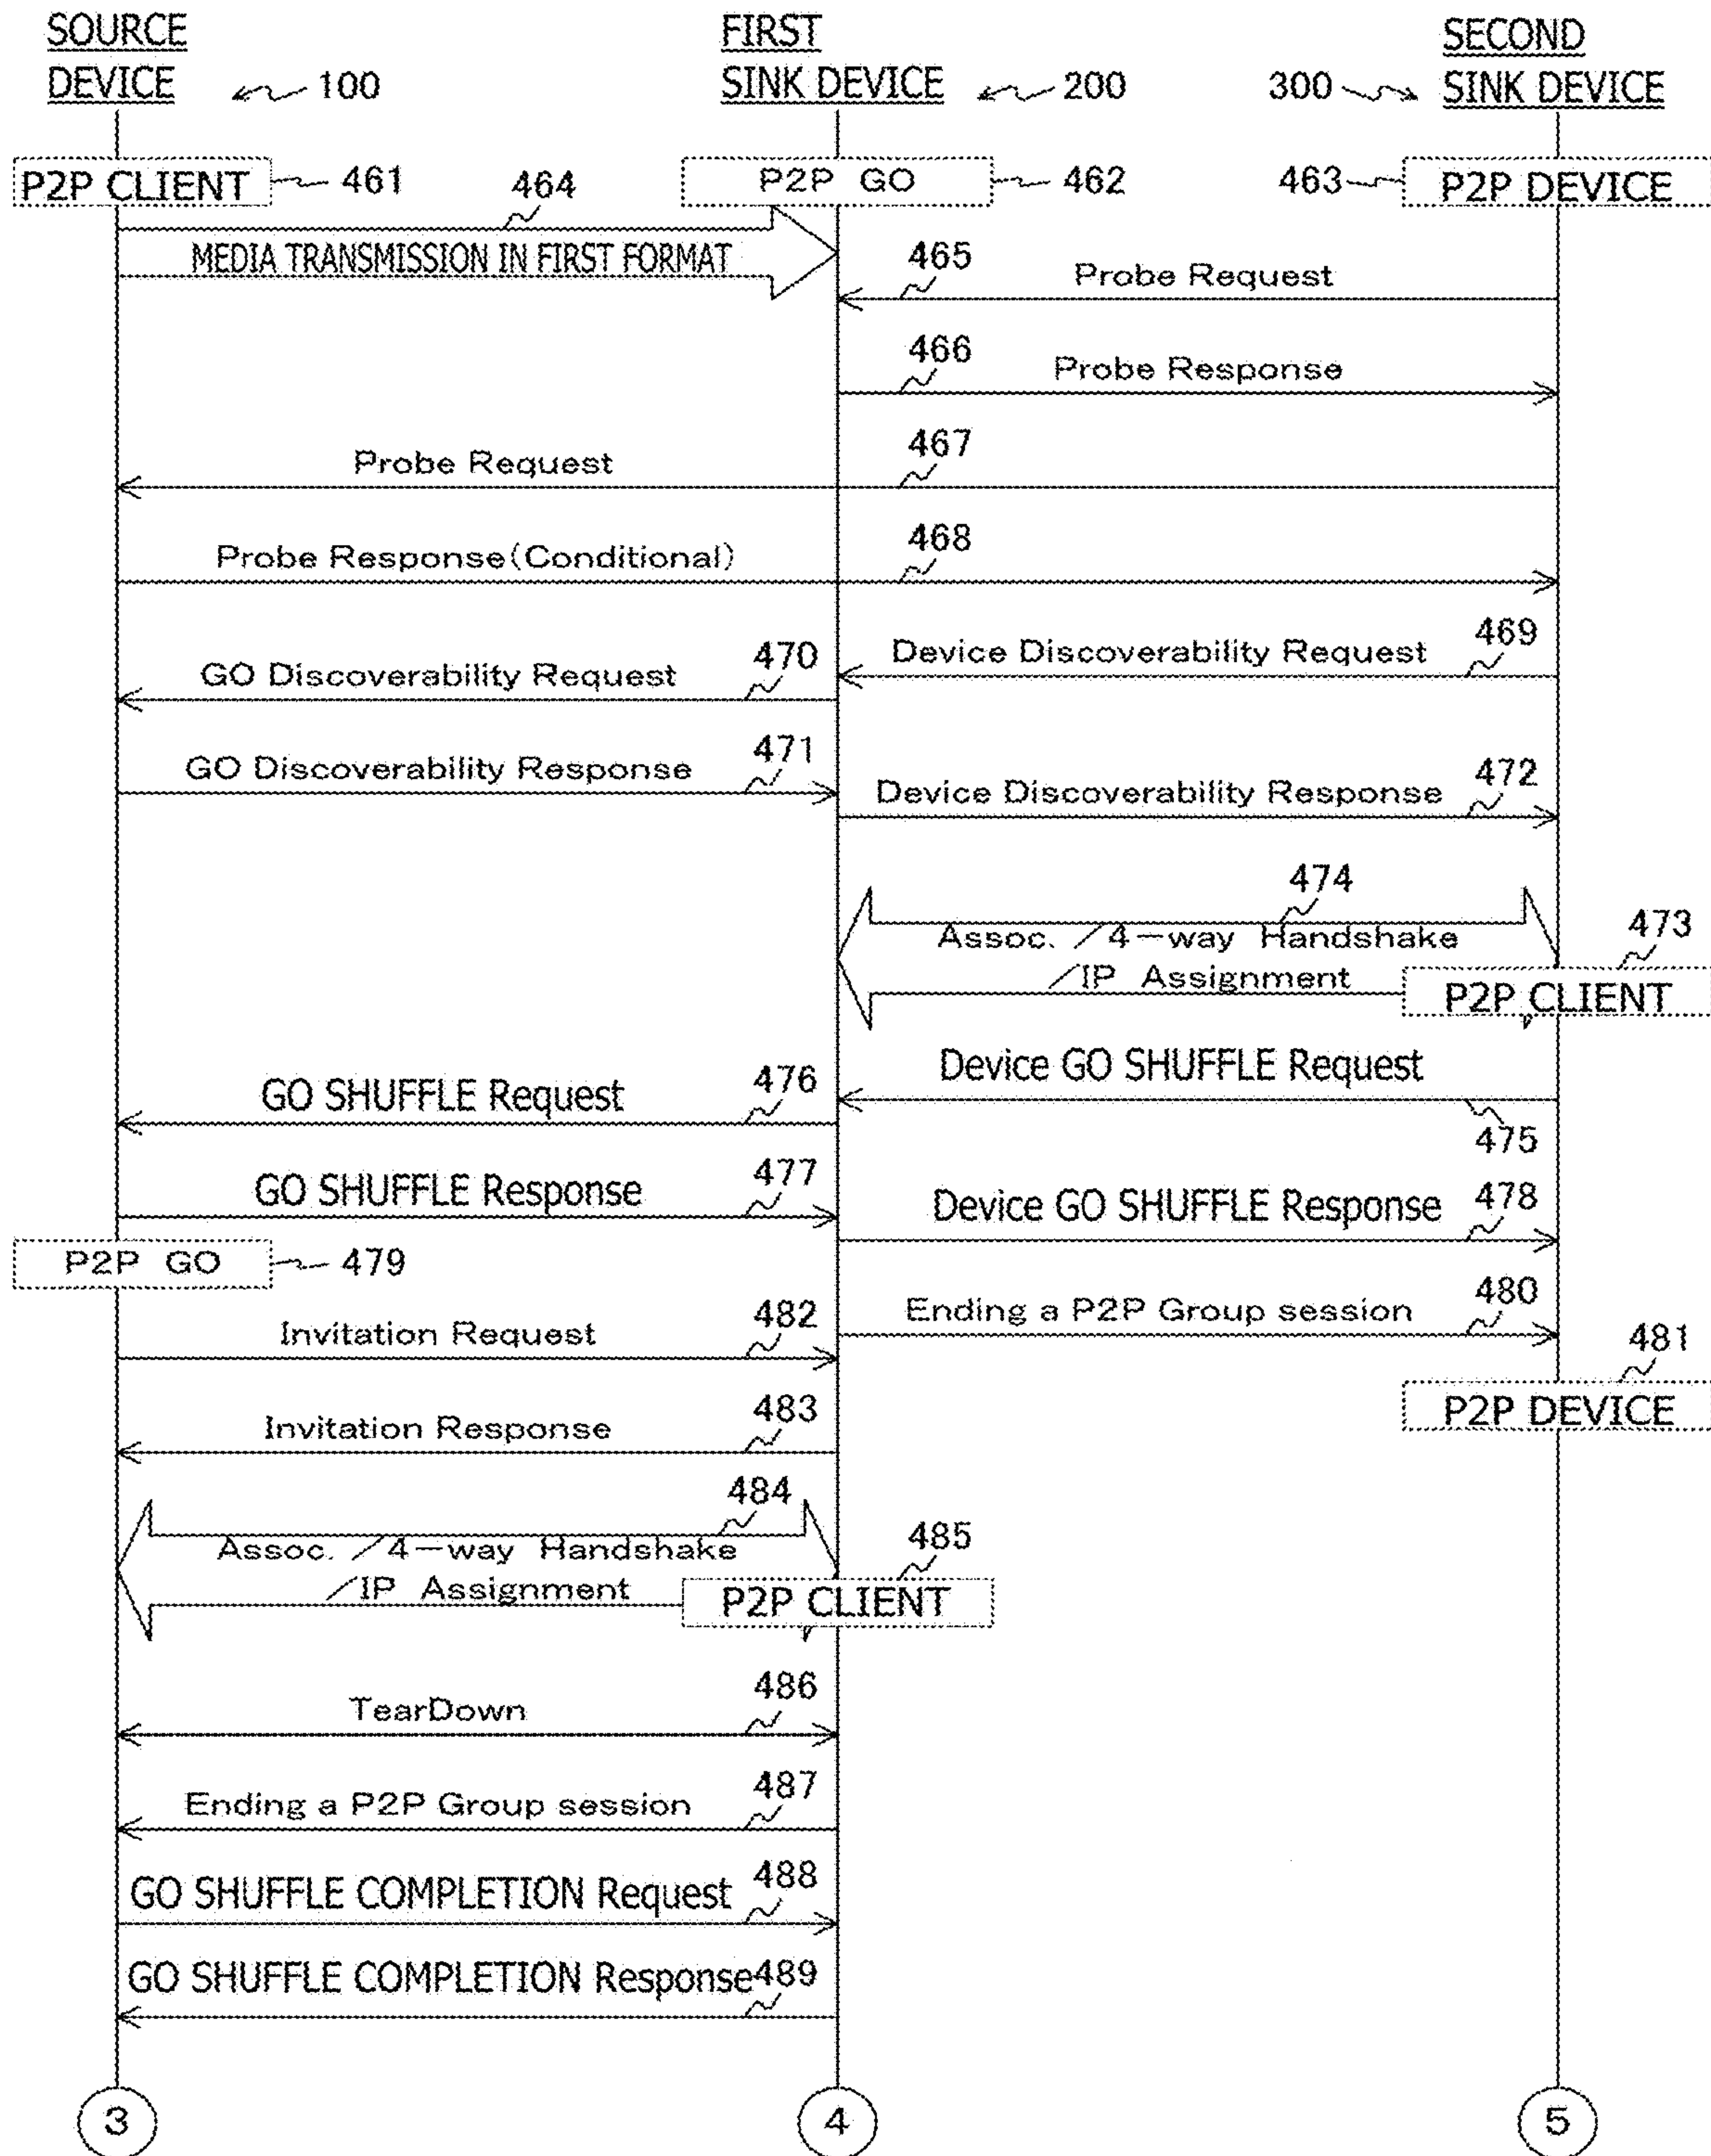 SOURCE
DEVICE
100
FIRST
SINK DEVICE
200
300
SECOND
SINK DEVICE
P2P CLIENT
461
464
P2P GO
462
463
P2P DEVICE
MEDIA TRANSMISSION IN FIRST FORMAT
465
Probe Request
466
Probe Response
Probe Request
467
Probe Response(Conditional)
468
GO Discoverability Request
470
Device Discoverability Request
469
GO Discoverability Response
471
Device Discoverability Response
472
474
Assoc. /4-way Handshake
/IP Assignment
473
P2P CLIENT
Device GO SHUFFLE Request
475
GO SHUFFLE Request
476
GO SHUFFLE Response
477
Device GO SHUFFLE Response
478
P2P GO
479
Ending a P2P Group session
480
Invitation Request
482
481
P2P DEVICE
Invitation Response
483
484
Assoc. /4-way Handshake
/IP Assignment
485
P2P CLIENT
TearDown
486
Ending a P2P Group session
487
GO SHUFFLE COMPLETION Request
488
GO SHUFFLE COMPLETION Response
489
3
4
5